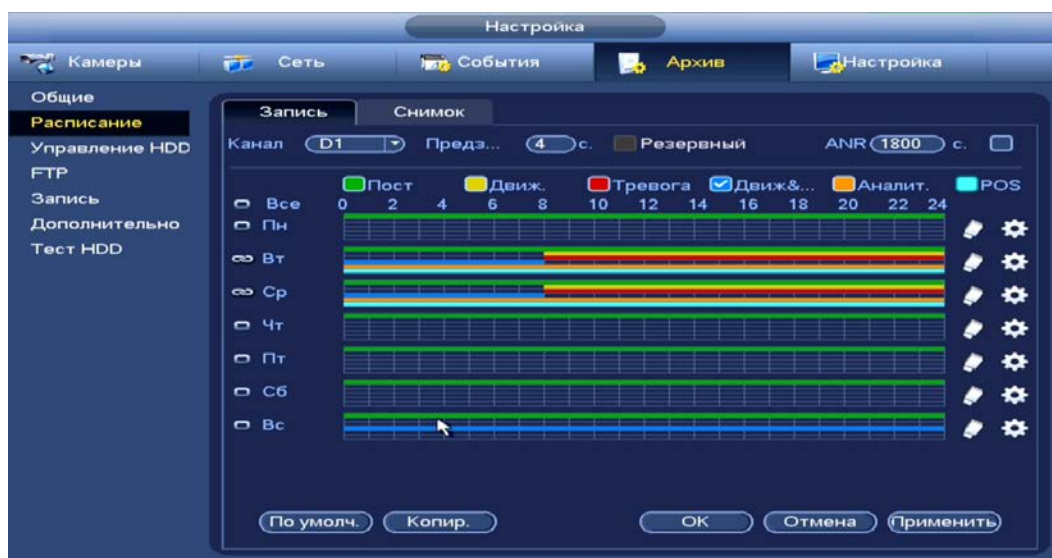 Настройка
Камеры Сеть События Архив Настройка
Общие
Расписание
Управление HDD
FTP
Запись
Дополнительно
Тест HDD
Запись Снимок
Канал D1 Предз... 4 с. Резервный ANR 1800 с.
Пост Движ. Тревога Движ&... Аналит. POS
Все 0 2 4 6 8 10 12 14 16 18 20 22 24
Пн
Вт
Ср
Чт
Пт
Сб
Вс
По умолч. Копир. OK Отмена Применить